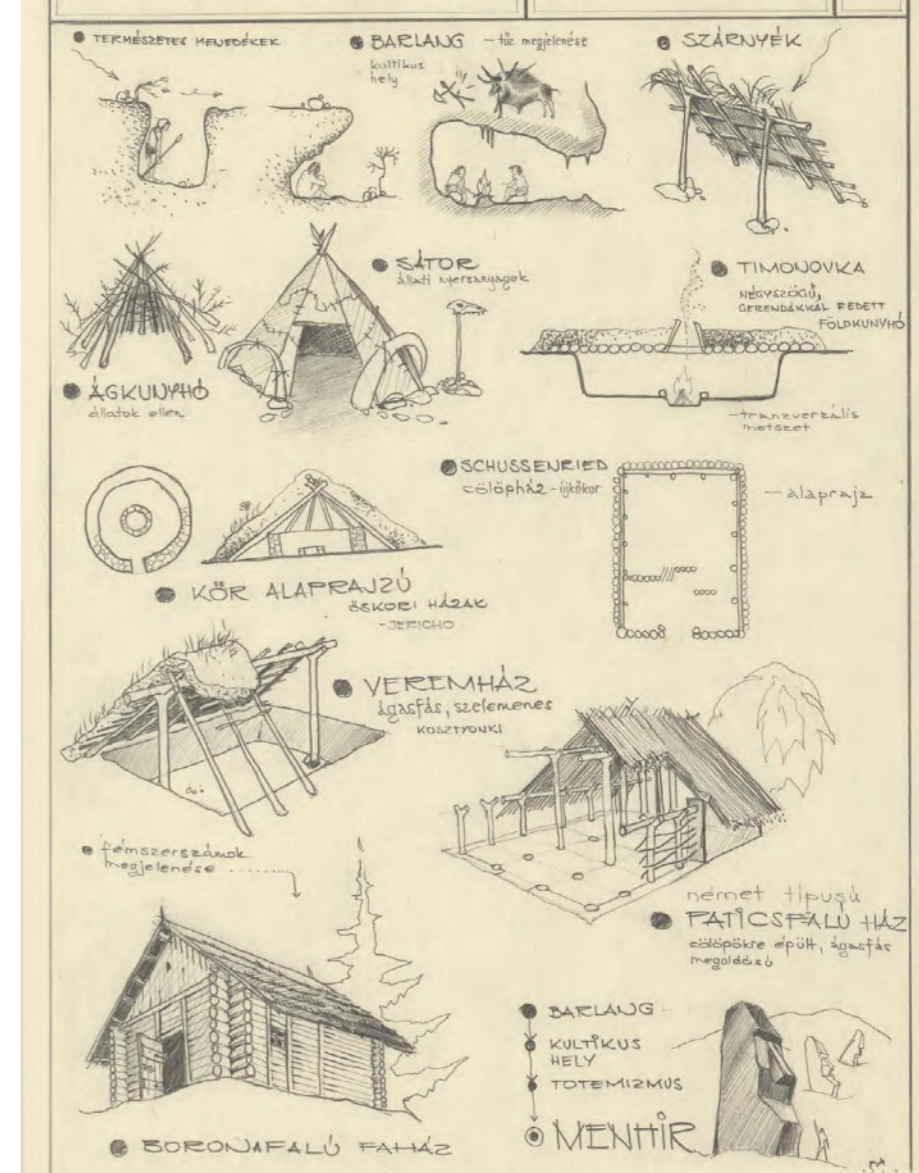 TERMÉSZETES MENEDÉKEK
BARLANG – tűz megjelenése
kultikus
hely
SZÁRNYÉK
SÁTOR
állati nyersanyagok
TIMONOVKA
NÉGYSZÖGŰ,
GERENDÁKKAL FEDETT
FÖLDKUNYHÓ
ÁGKUNYHÓ
állatok ellen
– tranzverzális
metszet
SCHUSSENRIED
cölöpház – újkőkor
– alaprajz
KÖR ALAPRAJZÚ
ŐSKORI HÁZAK
– JERICHO
VEREMHÁZ
ágasfás, szelemenes
KOSZTYONKI
fémszerszámok
megjelenése ........
német típusú
PATICSFALÚ HÁZ
cölöpökre épült, ágasfás
megoldású
BORONAFALÚ FAHÁZ
BARLANG
KULTIKUS
HELY
TOTEMIZMUS
MENHIR